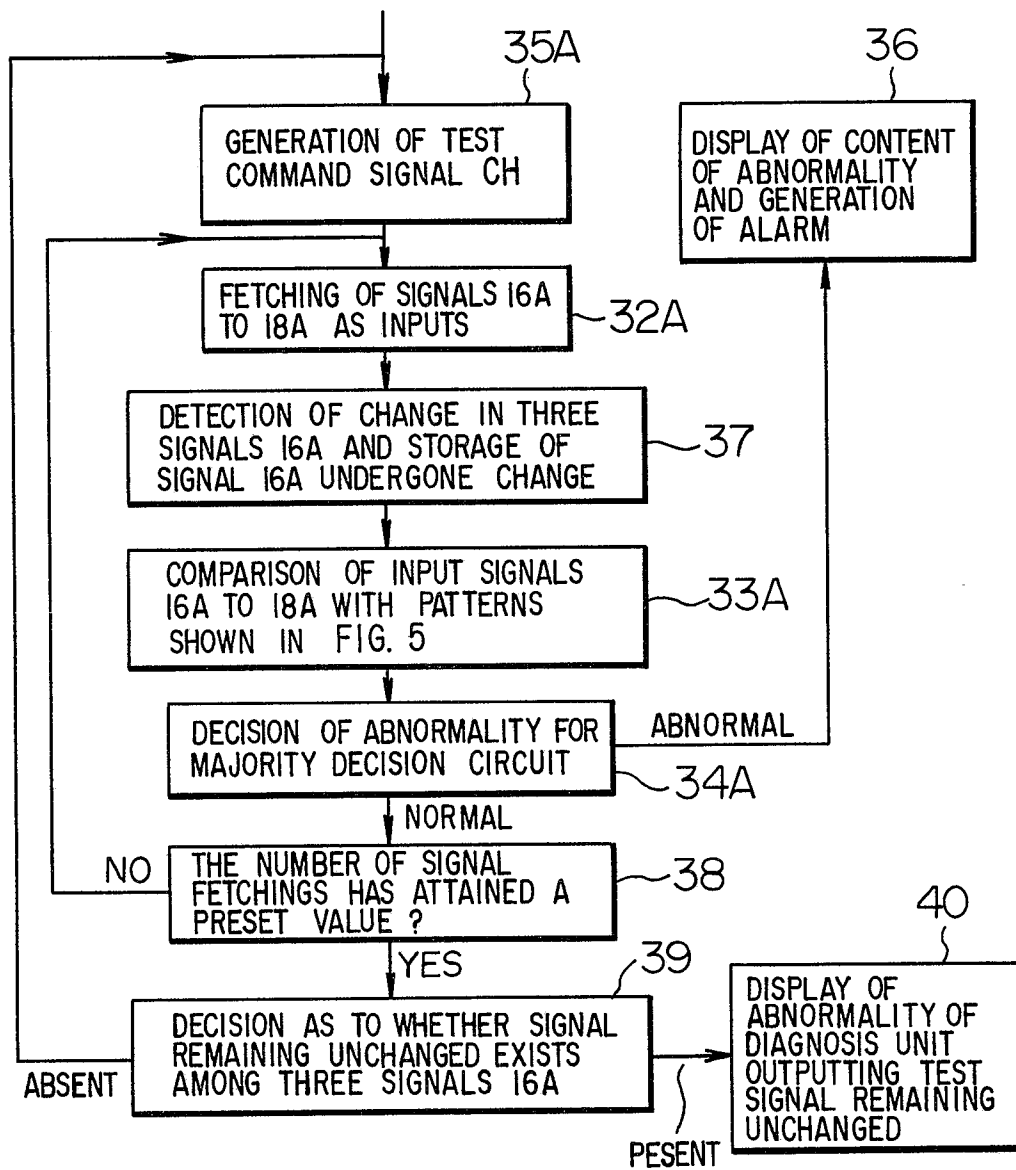 35A
GENERATION OF TEST
COMMAND SIGNAL CH
36
DISPLAY OF CONTENT
OF ABNORMALITY
AND GENERATION
OF ALARM
FETCHING OF SIGNALS 16A
TO 18A AS INPUTS
32A
DETECTION OF CHANGE IN THREE
SIGNALS 16A AND STORAGE OF
SIGNAL 16A UNDERGONE CHANGE
37
COMPARISON OF INPUT SIGNALS
16A TO 18A WITH PATTERNS
SHOWN IN FIG. 5
33A
DECISION OF ABNORMALITY FOR
MAJORITY DECISION CIRCUIT
ABNORMAL
34A
NORMAL
NO
THE NUMBER OF SIGNAL
FETCHINGS HAS ATTAINED A
PRESET VALUE ?
38
YES
39
DECISION AS TO WHETHER SIGNAL
REMAINING UNCHANGED EXISTS
AMONG THREE SIGNALS 16A
ABSENT
PESENT
40
DISPLAY OF
ABNORMALITY OF
DIAGNOSIS UNIT
OUTPUTTING TEST
SIGNAL REMAINING
UNCHANGED